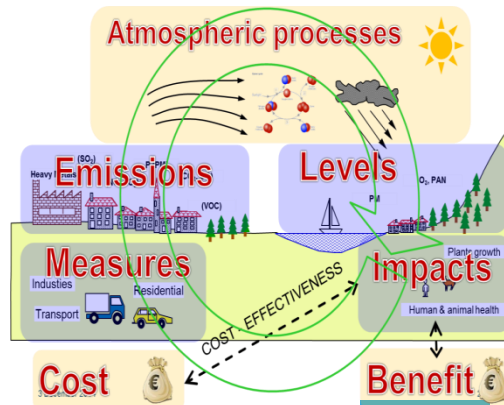 Atmospheric processes
(SO₂)
Heavy
Emissions
(VOC)
Levels
O₃, PAN
PM
Measures
Industies
Residential
Transport
COST - EFFECTIVENESS
Impacts
Plants growth
Human & animal health
Cost
€
Benefit
€